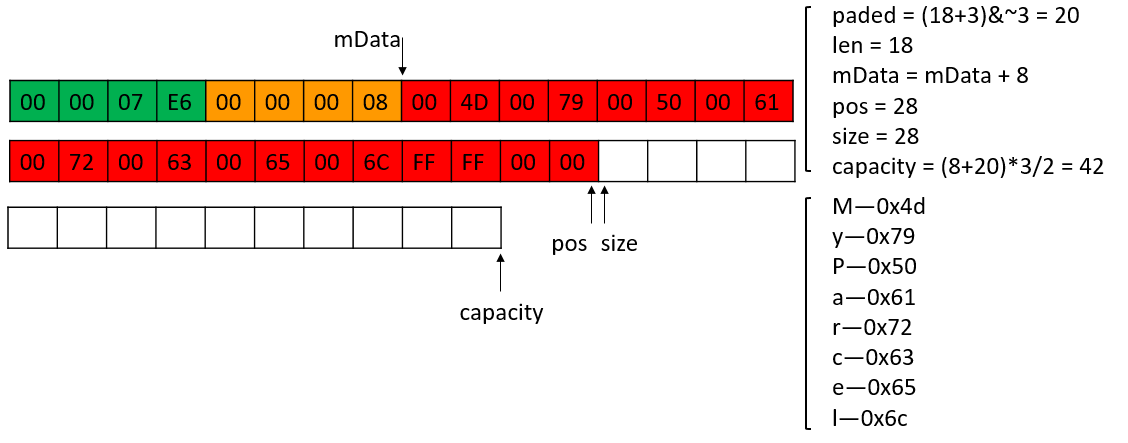 mData
00 00 07 E6 00 00 00 08 00 4D 00 79 00 50 00 61
00 72 00 63 00 65 00 6C FF FF 00 00
pos size
capacity
paded = (18+3)&~3 = 20
len = 18
mData = mData + 8
pos = 28
size = 28
capacity = (8+20)*3/2 = 42
M—0x4d
y—0x79
P—0x50
a—0x61
r—0x72
c—0x63
e—0x65
l—0x6c